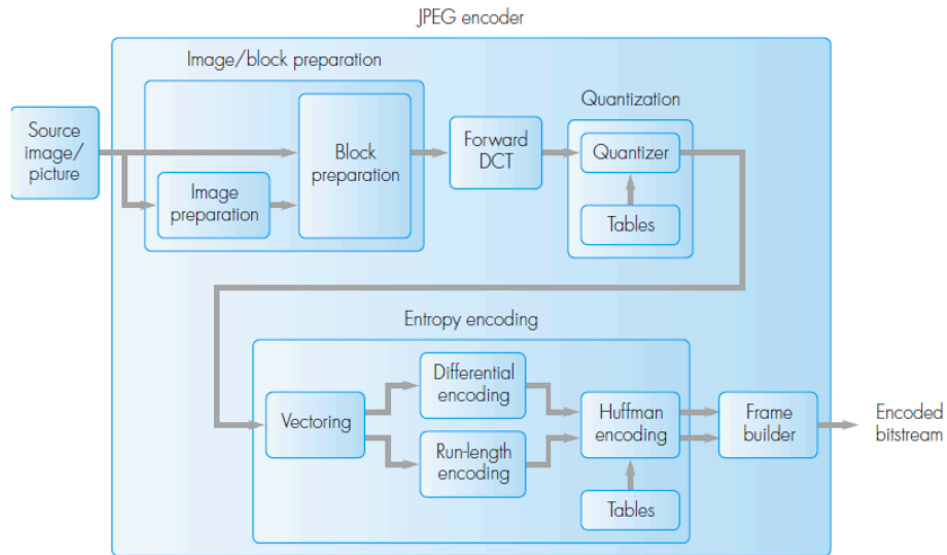 JPEG encoder
Image/block preparation
Source
image/
picture
Image
preparation
Block
preparation
Forward
DCT
Quantization
Quantizer
Tables
Entropy encoding
Vectoring
Differential
encoding
Run-length
encoding
Huffman
encoding
Tables
Frame
builder
Encoded
bitstream